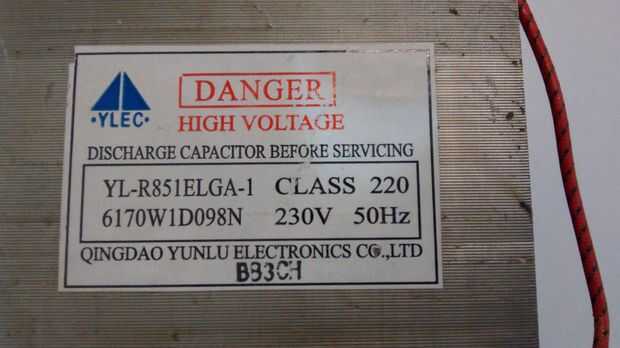 DANGER
·YLEC·
HIGH VOLTAGE
DISCHARGE CAPACITOR BEFORE SERVICING
YL-R851ELGA-1 CLASS 220
6170W1D098N 230V 50Hz
QINGDAO YUNLU ELECTRONICS CO.,LTD
BB3CH